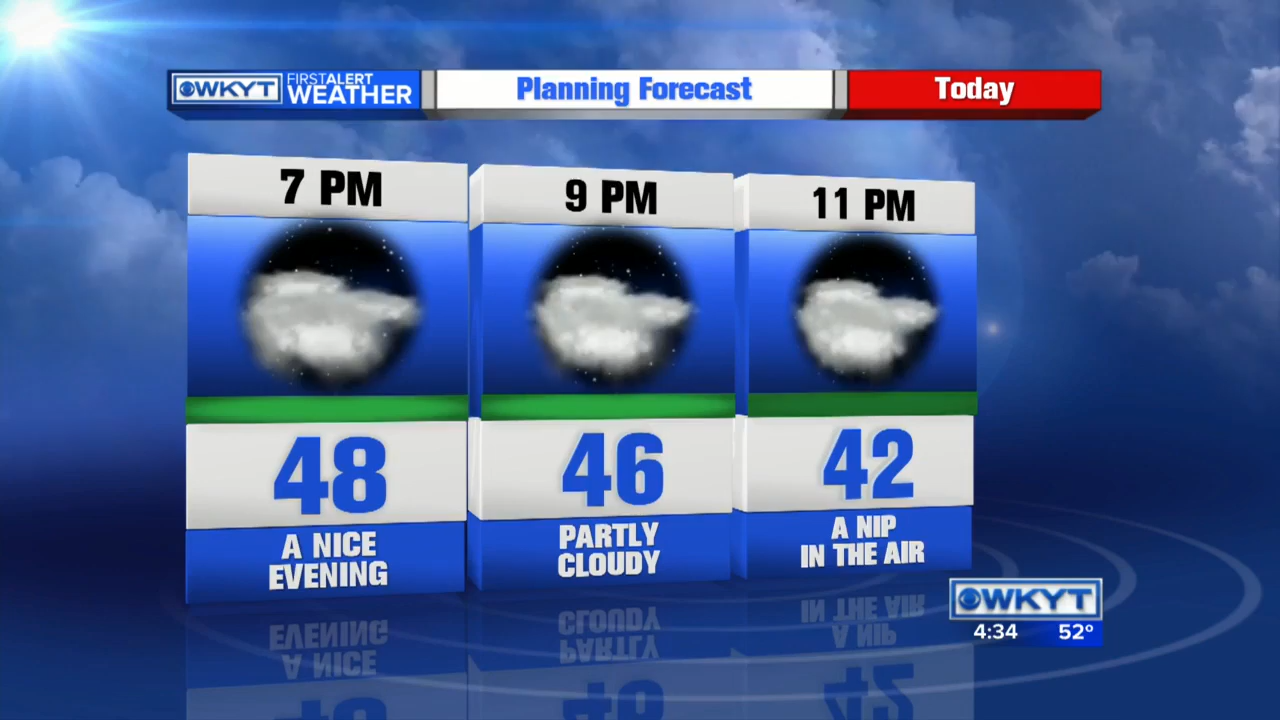 WKYT FIRST ALERT WEATHER
Planning Forecast
Today
7 PM
48
A NICE
EVENING
9 PM
46
PARTLY
CLOUDY
11 PM
42
A NIP
IN THE AIR
WKYT
4:34 52°